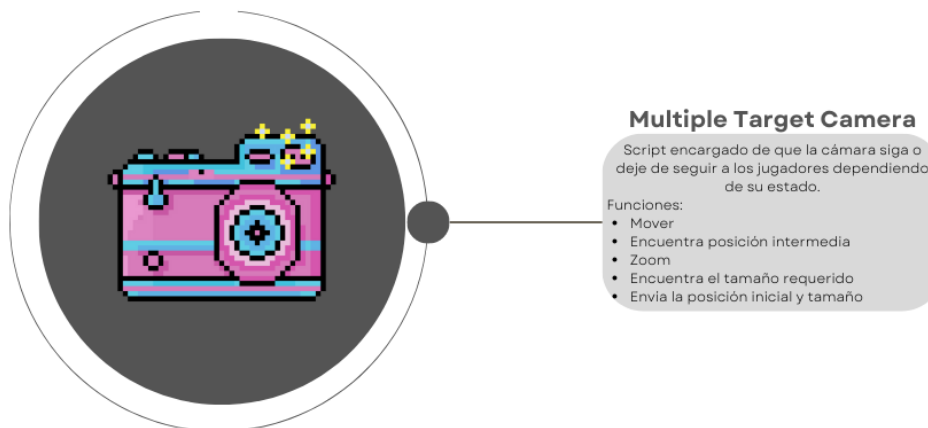 Multiple Target Camera
Script encargado de que la cámara siga o
deje de seguir a los jugadores dependiendo
de su estado.
Funciones:
• Mover
• Encuentra posición intermedia
• Zoom
• Encuentra el tamaño requerido
• Envia la posición inicial y tamaño